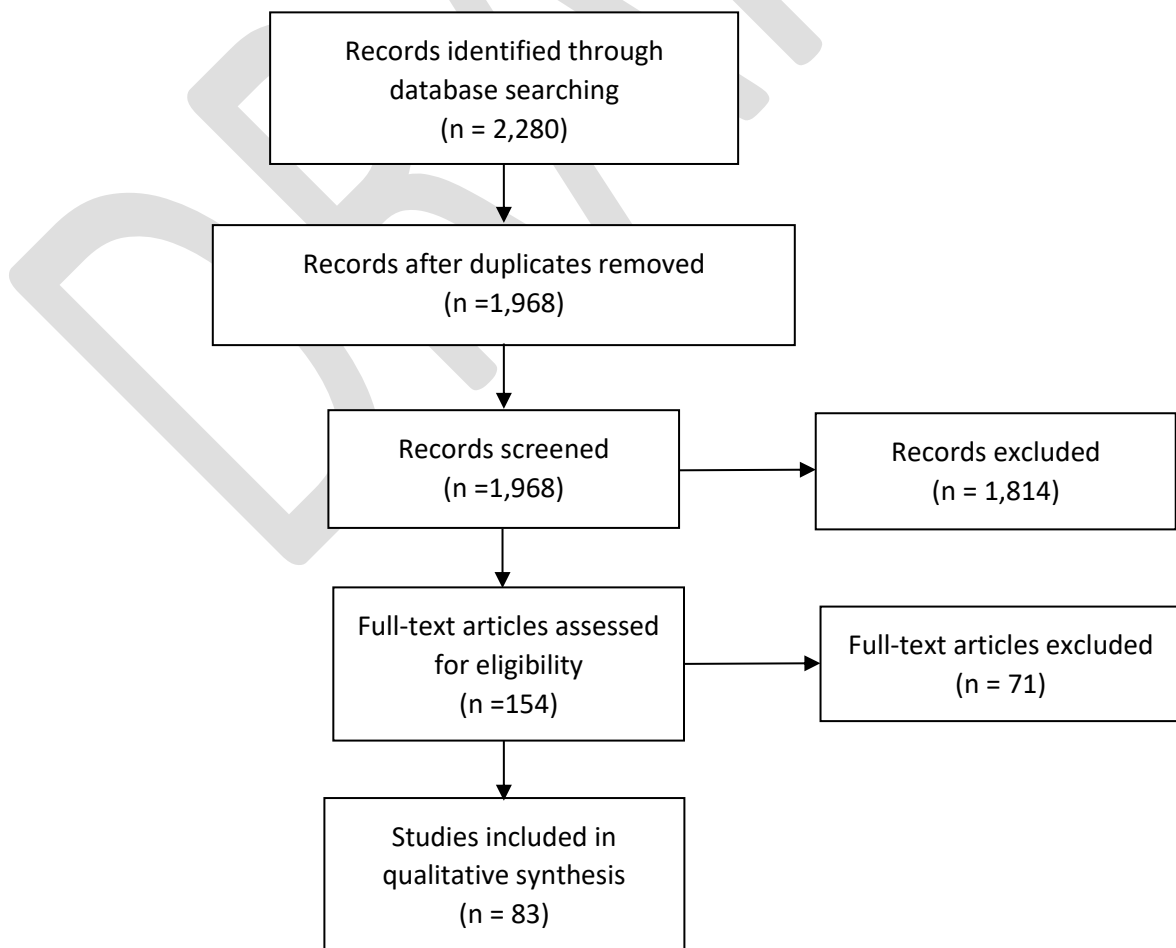 Records identified through
database searching
(n = 2,280)
Records after duplicates removed
(n =1,968)
Records screened
(n =1,968)
Records excluded
(n = 1,814)
Full-text articles assessed
for eligibility
(n =154)
Full-text articles excluded
(n = 71)
Studies included in
qualitative synthesis
(n = 83)